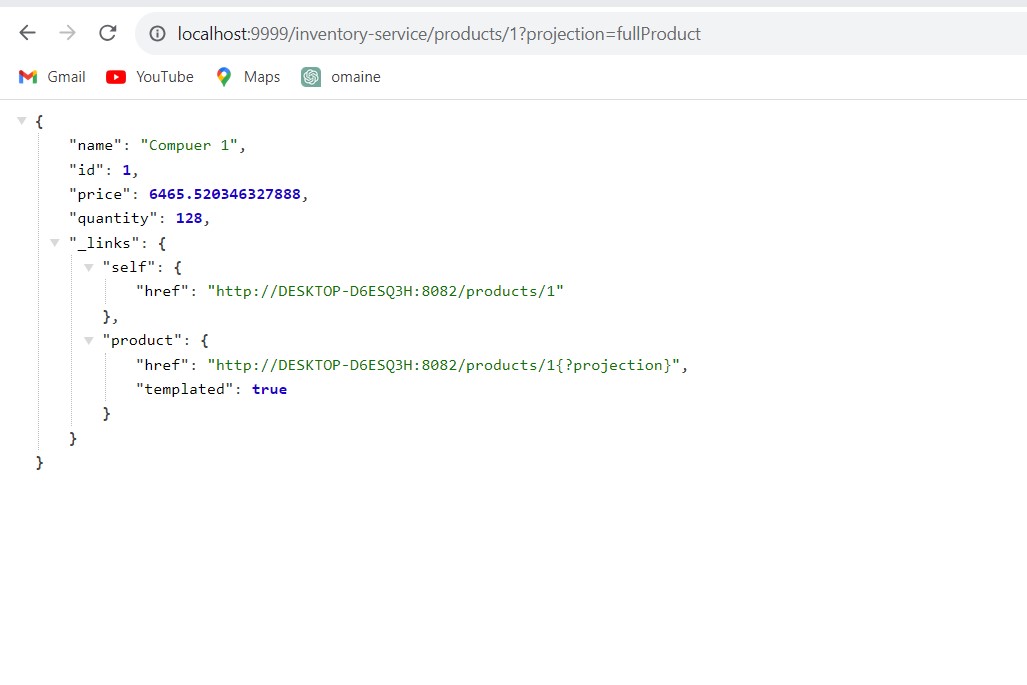 localhost:9999/inventory-service/products/1?projection=fullProduct
Gmail YouTube Maps omaine
{
"name": "Compuer 1",
"id": 1,
"price": 6465.520346327888,
"quantity": 128,
"_links": {
"self": {
"href": "http://DESKTOP-D6ESQ3H:8082/products/1"
},
"product": {
"href": "http://DESKTOP-D6ESQ3H:8082/products/1{?projection}",
"templated": true
}
}
}